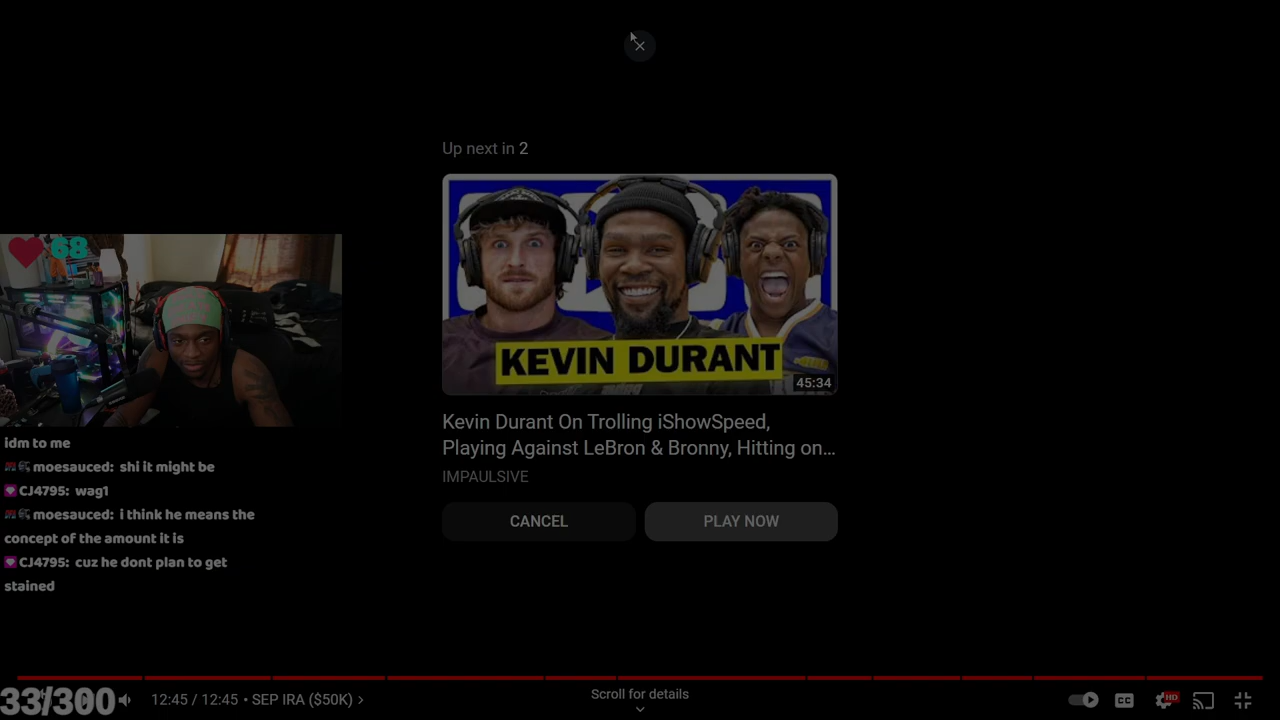 Up next in 2
68
KEVIN DURANT
45:34
Kevin Durant On Trolling iShowSpeed,
Playing Against LeBron & Bronny, Hitting on...
IMPAULSIVE
CANCEL
PLAY NOW
idm to me
moesauced: shi it might be
CJ4795: wag1
moesauced: i think he means the
concept of the amount it is
CJ4795: cuz he dont plan to get
stained
33/300
12:45 / 12:45 • SEP IRA ($50K)
Scroll for details
CC
HD